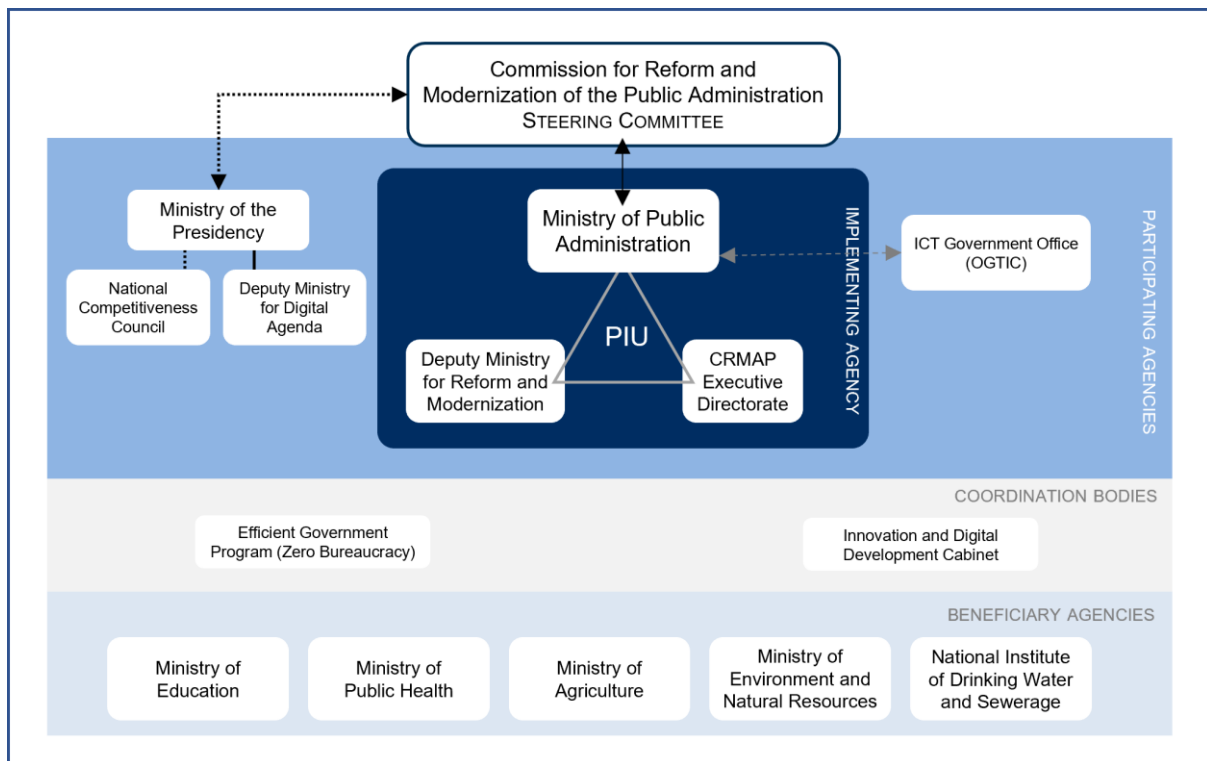 Commission for Reform and
Modernization of the Public Administration
STEERING COMMITTEE
Ministry of the
Presidency
National
Competitiveness
Council
Deputy Ministry
for Digital
Agenda
Ministry of Public
Administration
PIU
Deputy Ministry
for Reform and
Modernization
CRMAP
Executive
Directorate
IMPLEMENTING AGENCY
ICT Government Office
(OGTIC)
PARTICIPATING AGENCIES
COORDINATION BODIES
Efficient Government
Program (Zero Bureaucracy)
Innovation and Digital
Development Cabinet
BENEFICIARY AGENCIES
Ministry of
Education
Ministry of
Public Health
Ministry of
Agriculture
Ministry of
Environment and
Natural Resources
National Institute
of Drinking Water
and Sewerage